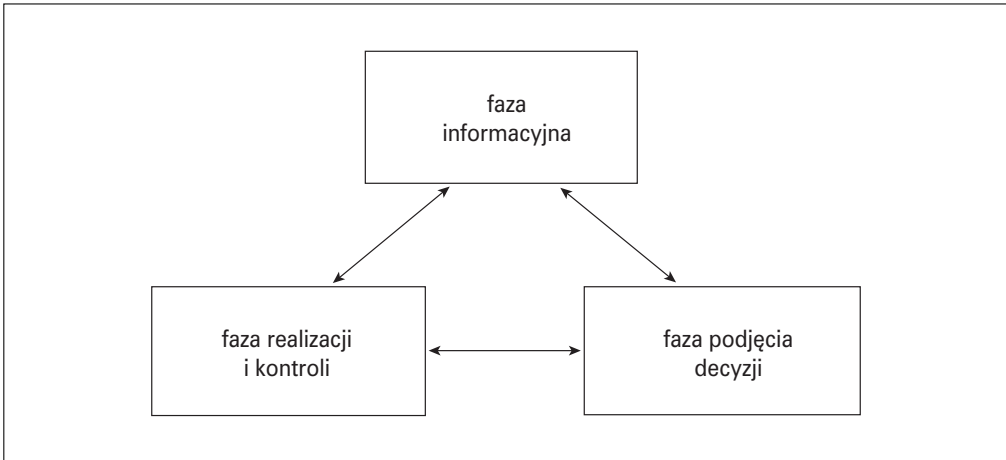 faza
informacyjna
faza realizacji
i kontroli
faza podjęcia
decyzji